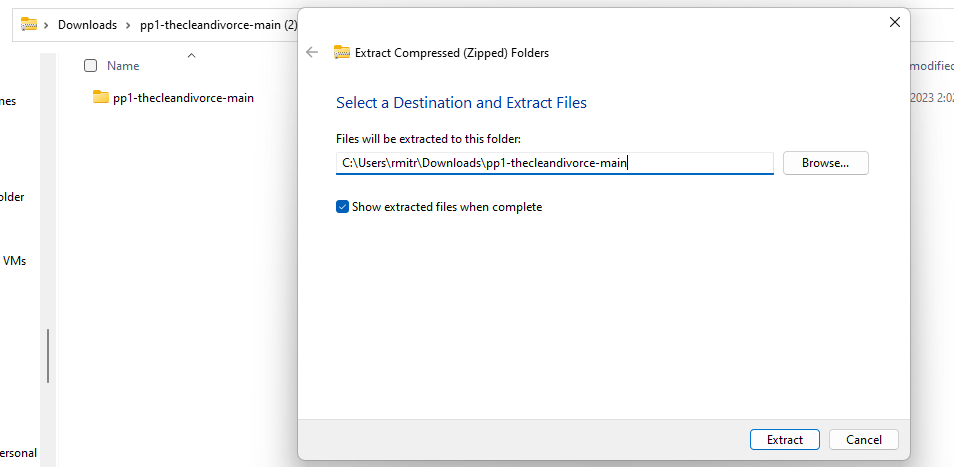 Downloads > pp1-thecleandivorce-main (2)
Name
pp1-thecleandivorce-main
older
VMs
ersonal
Extract Compressed (Zipped) Folders
Select a Destination and Extract Files
Files will be extracted to this folder:
C:\Users\rmitr\Downloads\pp1-thecleandivorce-main
Browse...
Show extracted files when complete
Extract
Cancel
modified
2023 2:02